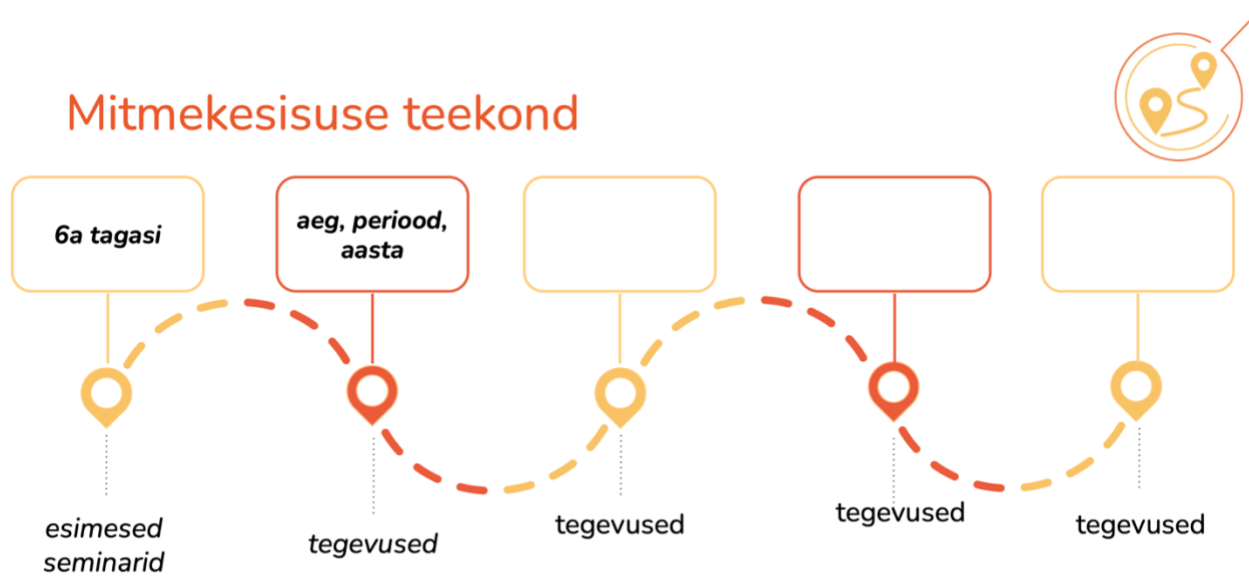 Mitmekesisuse teekond
6a tagasi
aeg, periood,
aasta
esimesed
seminarid
tegevused
tegevused
tegevused
tegevused